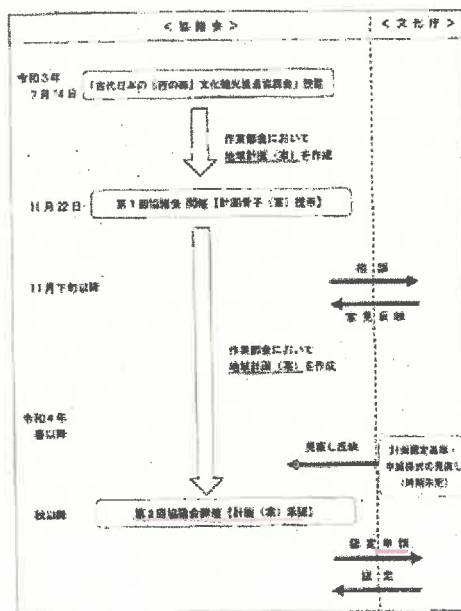 ＜協議会＞
＜文化庁＞
令和3年
7月14日
「古代日本の「西の都」文化観光推進協議会」設置
作業部会において
地域計画（案）を作成
11月22日
第1回協議会 開催【計画骨子（案）提示】
11月下旬以降
相談
意見反映
作業部会において
地域計画（案）を作成
令和4年
春以降
見直し反映
計画認定基準・
申請様式の見直し
（時期未定）
秋以降
第2回協議会開催【計画（案）承認】
認定申請
認定